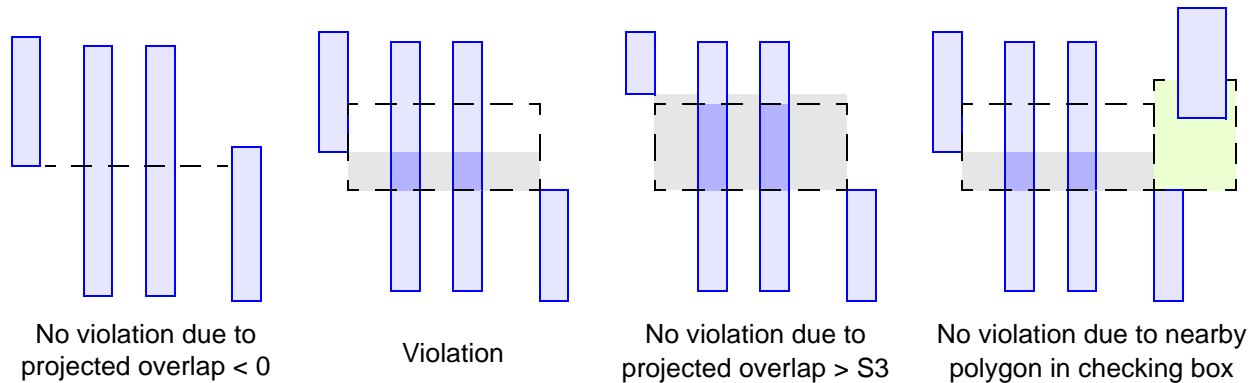 No violation due to
projected overlap < 0
Violation
No violation due to
projected overlap > S3
No violation due to nearby
polygon in checking box